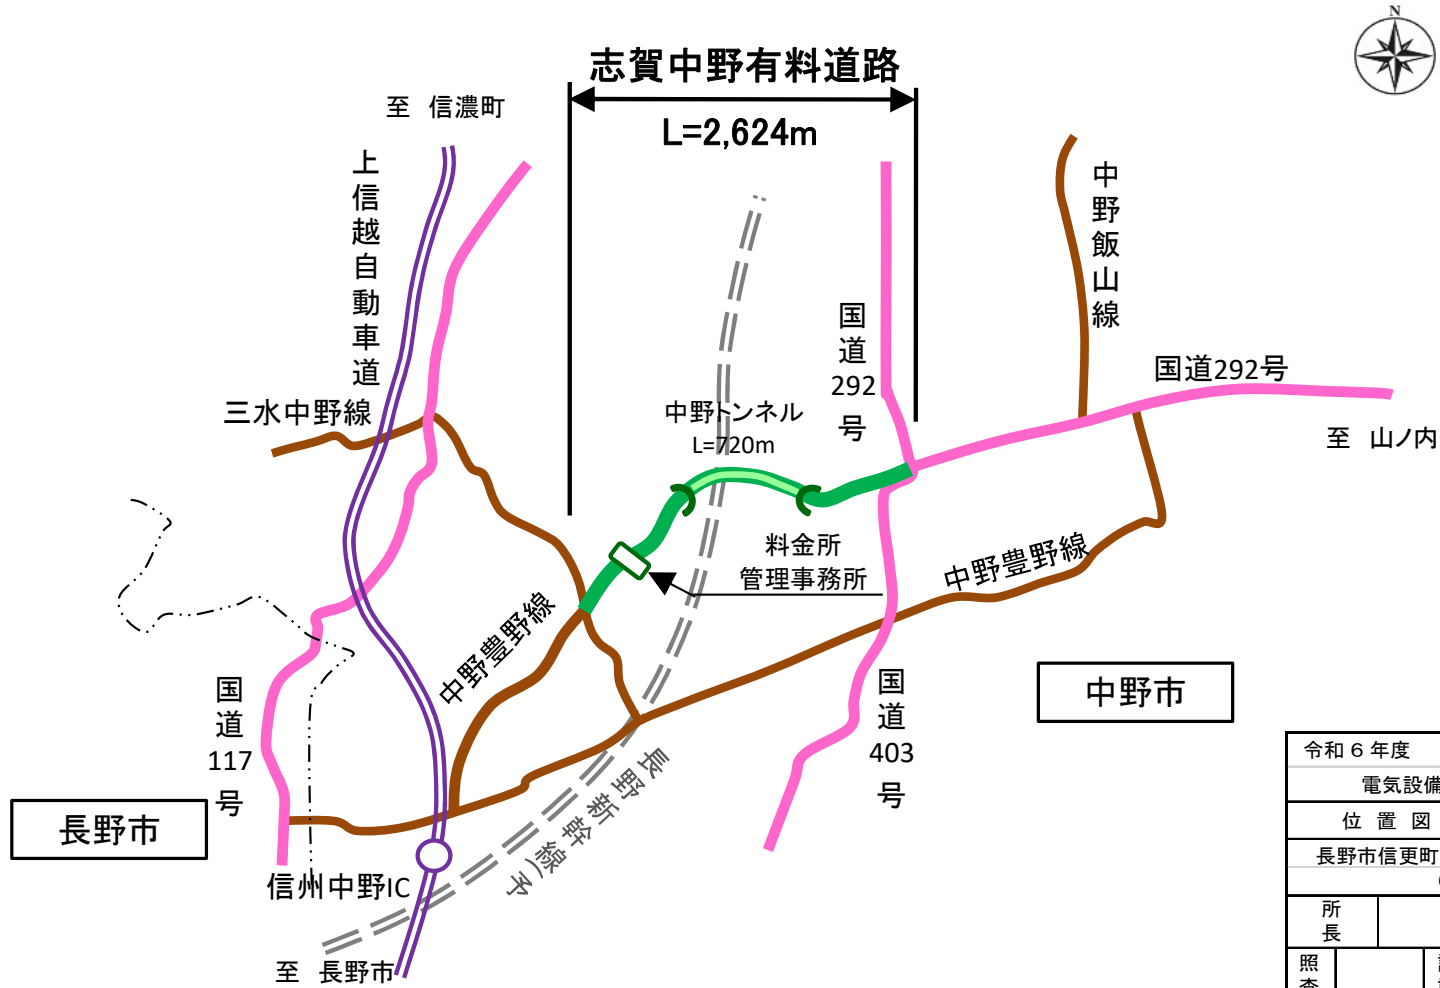 N
志賀中野有料道路
L=2,624m
至 信濃町
上信越自動車道
中野飯山線
国道292号
国道292号
至 山ノ内
三水中野線
中野トンネル
L=720m
料金所
管理事務所
中野豊野線
中野豊野線
国道117号
国道403号
中野市
長野市
長野新幹線(予
信州中野IC
至 長野市
令和6年度
電気設備
位置図
長野市信更町
所長
照査